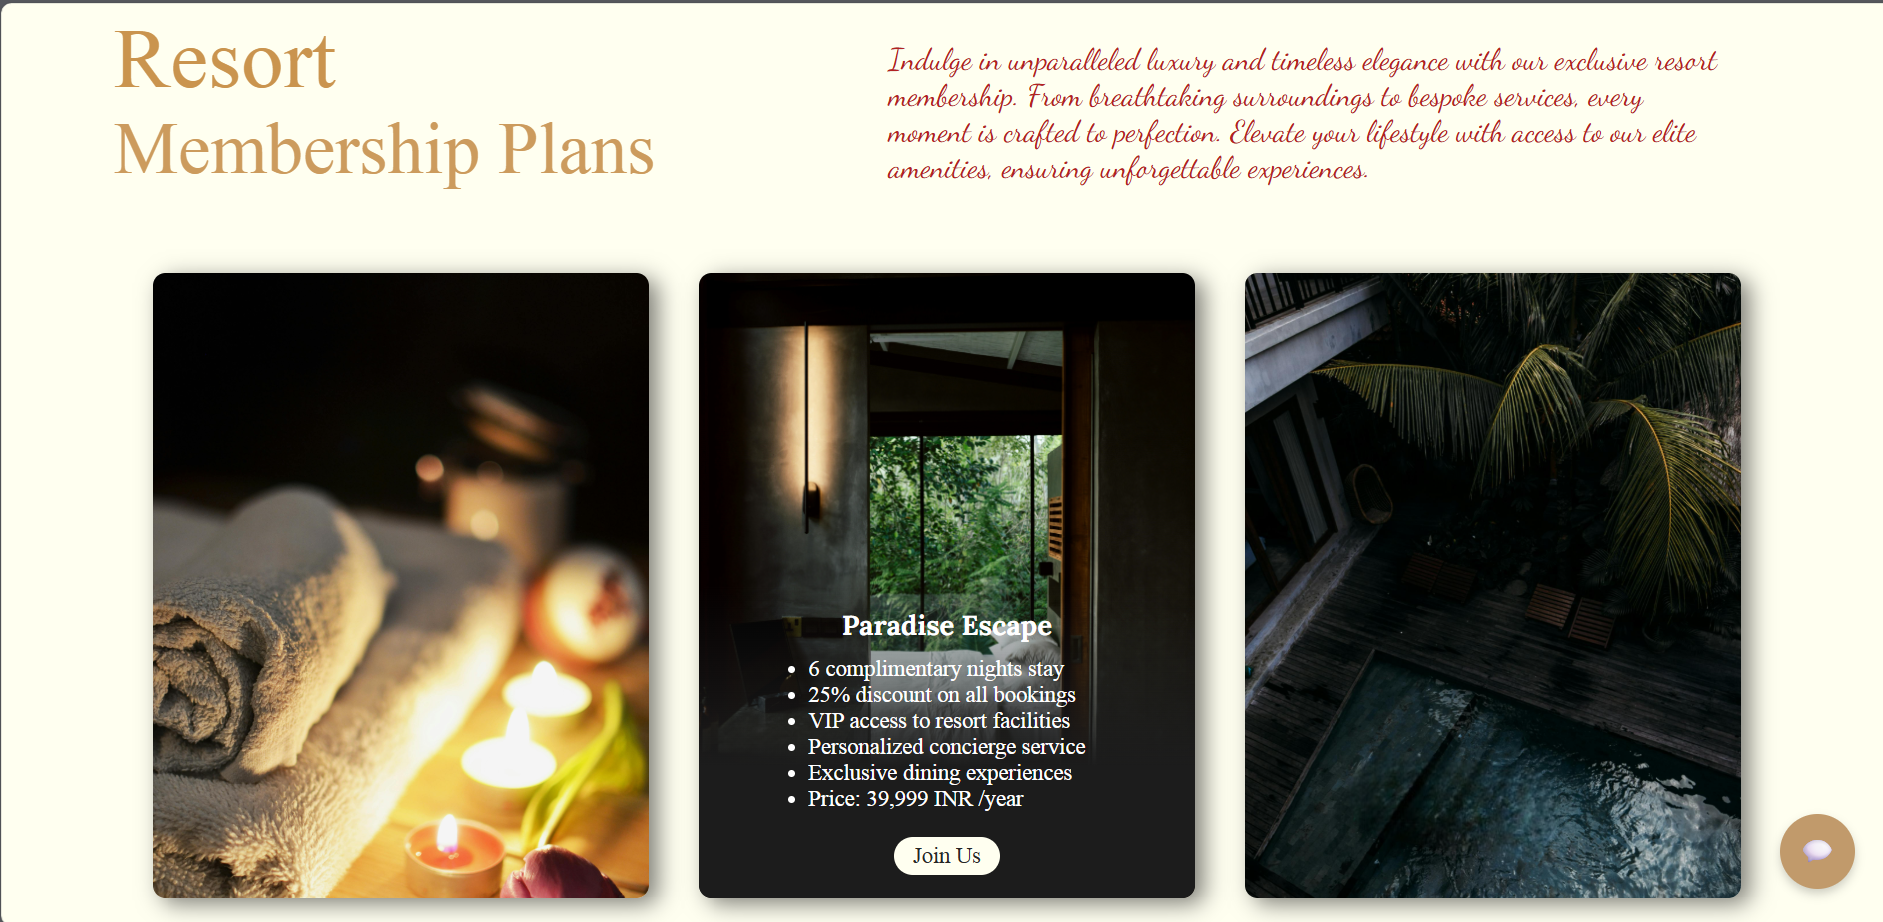 Resort
Membership Plans
Indulge in unparalleled luxury and timeless elegance with our exclusive resort
membership. From breathtaking surroundings to bespoke services, every
moment is crafted to perfection. Elevate your lifestyle with access to our elite
amenities, ensuring unforgettable experiences.
Paradise Escape
• 6 complimentary nights stay
• 25% discount on all bookings
• VIP access to resort facilities
• Personalized concierge service
• Exclusive dining experiences
• Price: 39,999 INR /year
Join Us